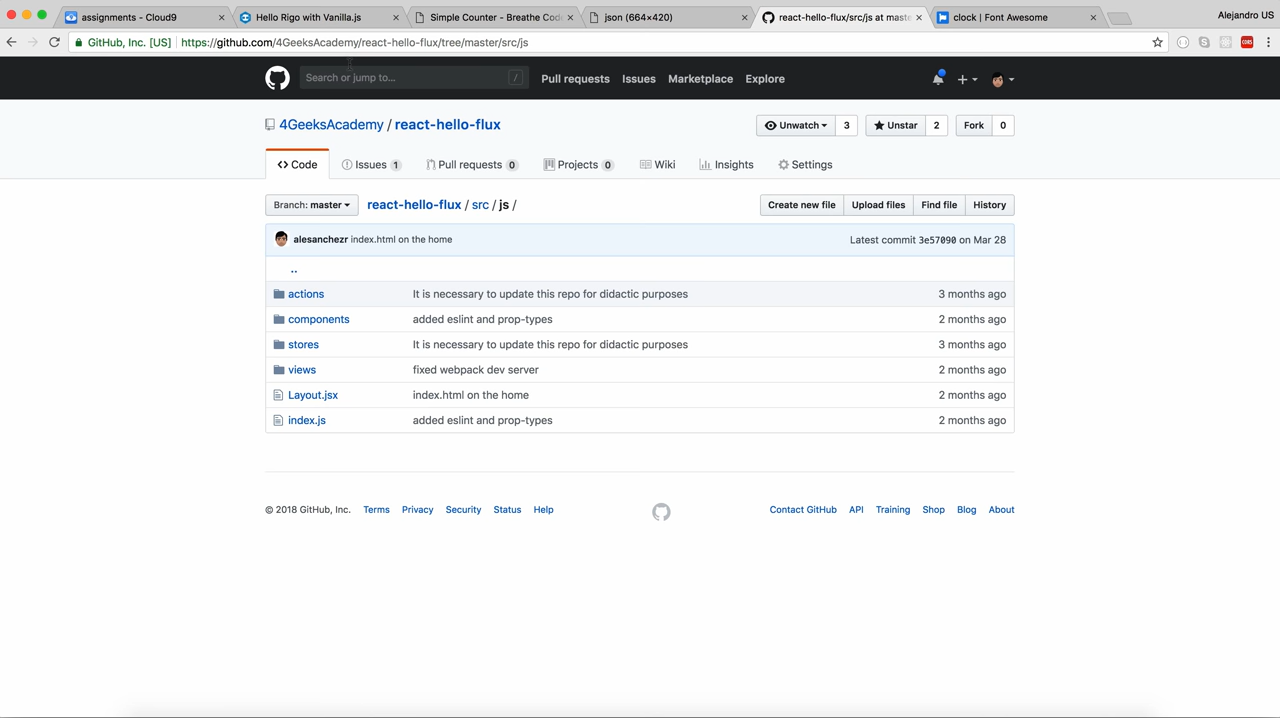 assignments - Cloud9
Hello Rigo with Vanilla.js
Simple Counter - Breathe Cod
json (664×420)
react-hello-flux/src/js at maste
clock | Font Awesome
Alejandro US
GitHub, Inc. [US] https://github.com/4GeeksAcademy/react-hello-flux/tree/master/src/js
Search or jump to... / Pull requests Issues Marketplace Explore
4GeeksAcademy / react-hello-flux Unwatch 3 Unstar 2 Fork 0
Code Issues 1 Pull requests 0 Projects 0 Wiki Insights Settings
Branch: master react-hello-flux / src / js / Create new file Upload files Find file History
alesanchezr index.html on the home Latest commit 3e57090 on Mar 28
..
actions It is necessary to update this repo for didactic purposes 3 months ago
components added eslint and prop-types 2 months ago
stores It is necessary to update this repo for didactic purposes 3 months ago
views fixed webpack dev server 2 months ago
Layout.jsx index.html on the home 2 months ago
index.js added eslint and prop-types 2 months ago
© 2018 GitHub, Inc. Terms Privacy Security Status Help Contact GitHub API Training Shop Blog About